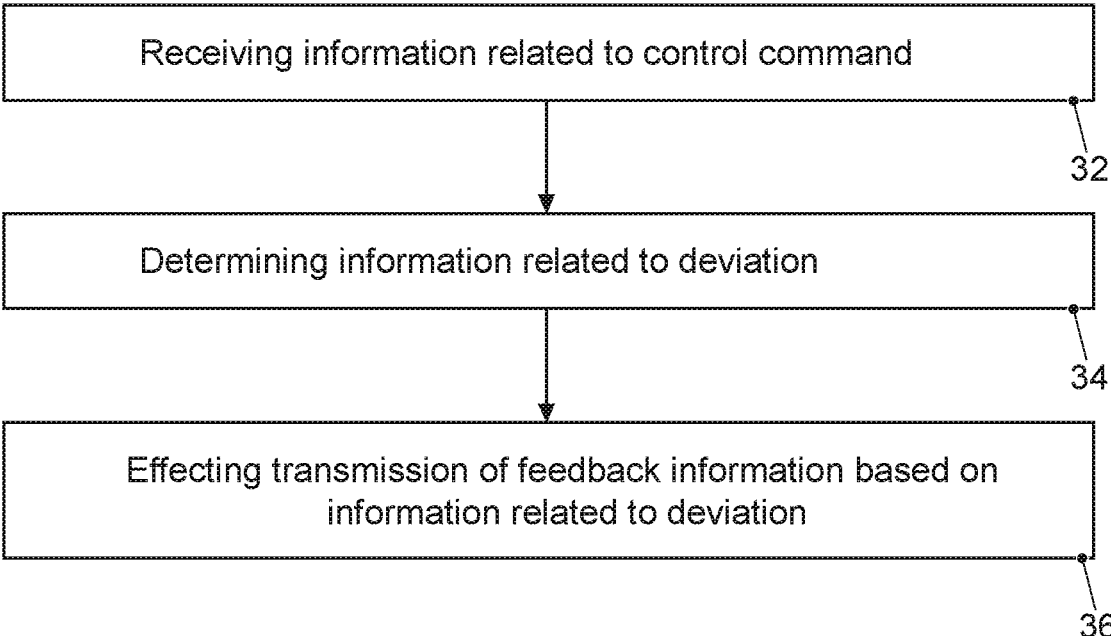 Receiving information related to control command
32
Determining information related to deviation
34
Effecting transmission of feedback information based on
information related to deviation
36